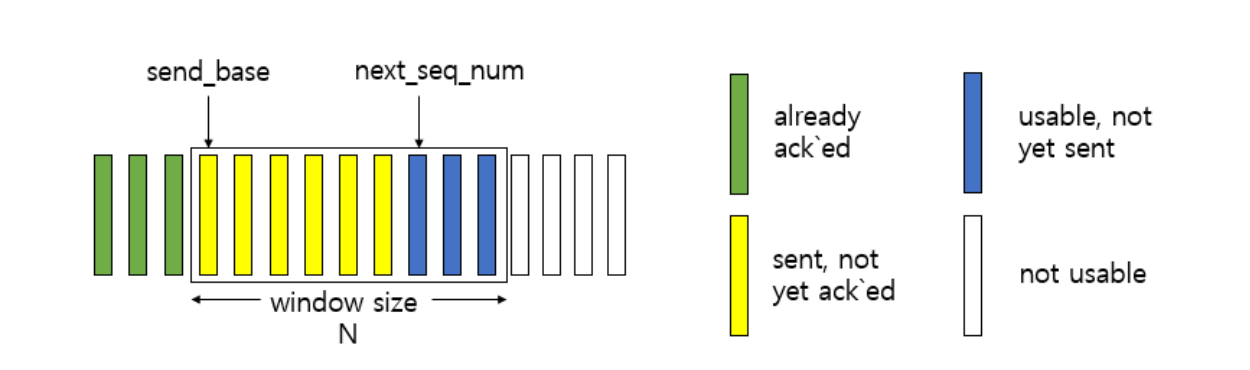 send_base
next_seq_num
window size
N
already
ack`ed
usable, not
yet sent
sent, not
yet ack`ed
not usable